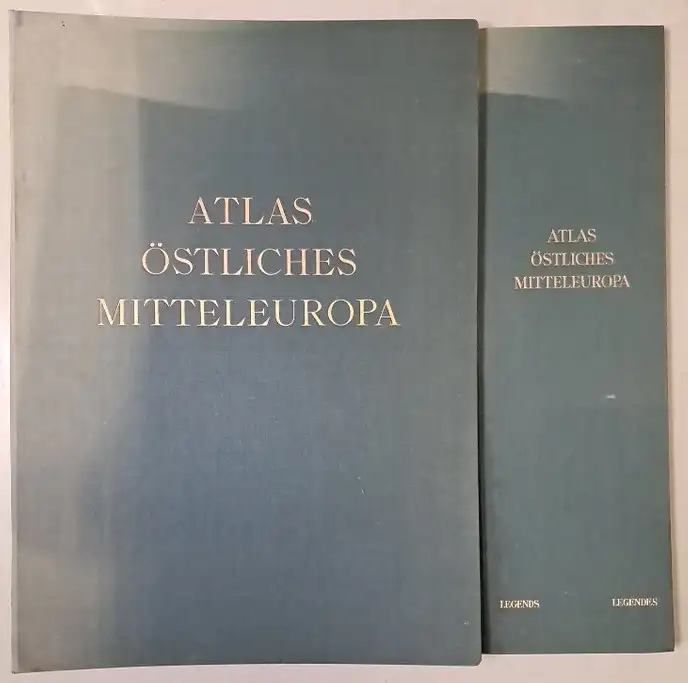 ATLAS
ÖSTLICHES
MITTELEUROPA
ATLAS
ÖSTLICHES
MITTELEUROPA
LEGENDS
LEGENDES